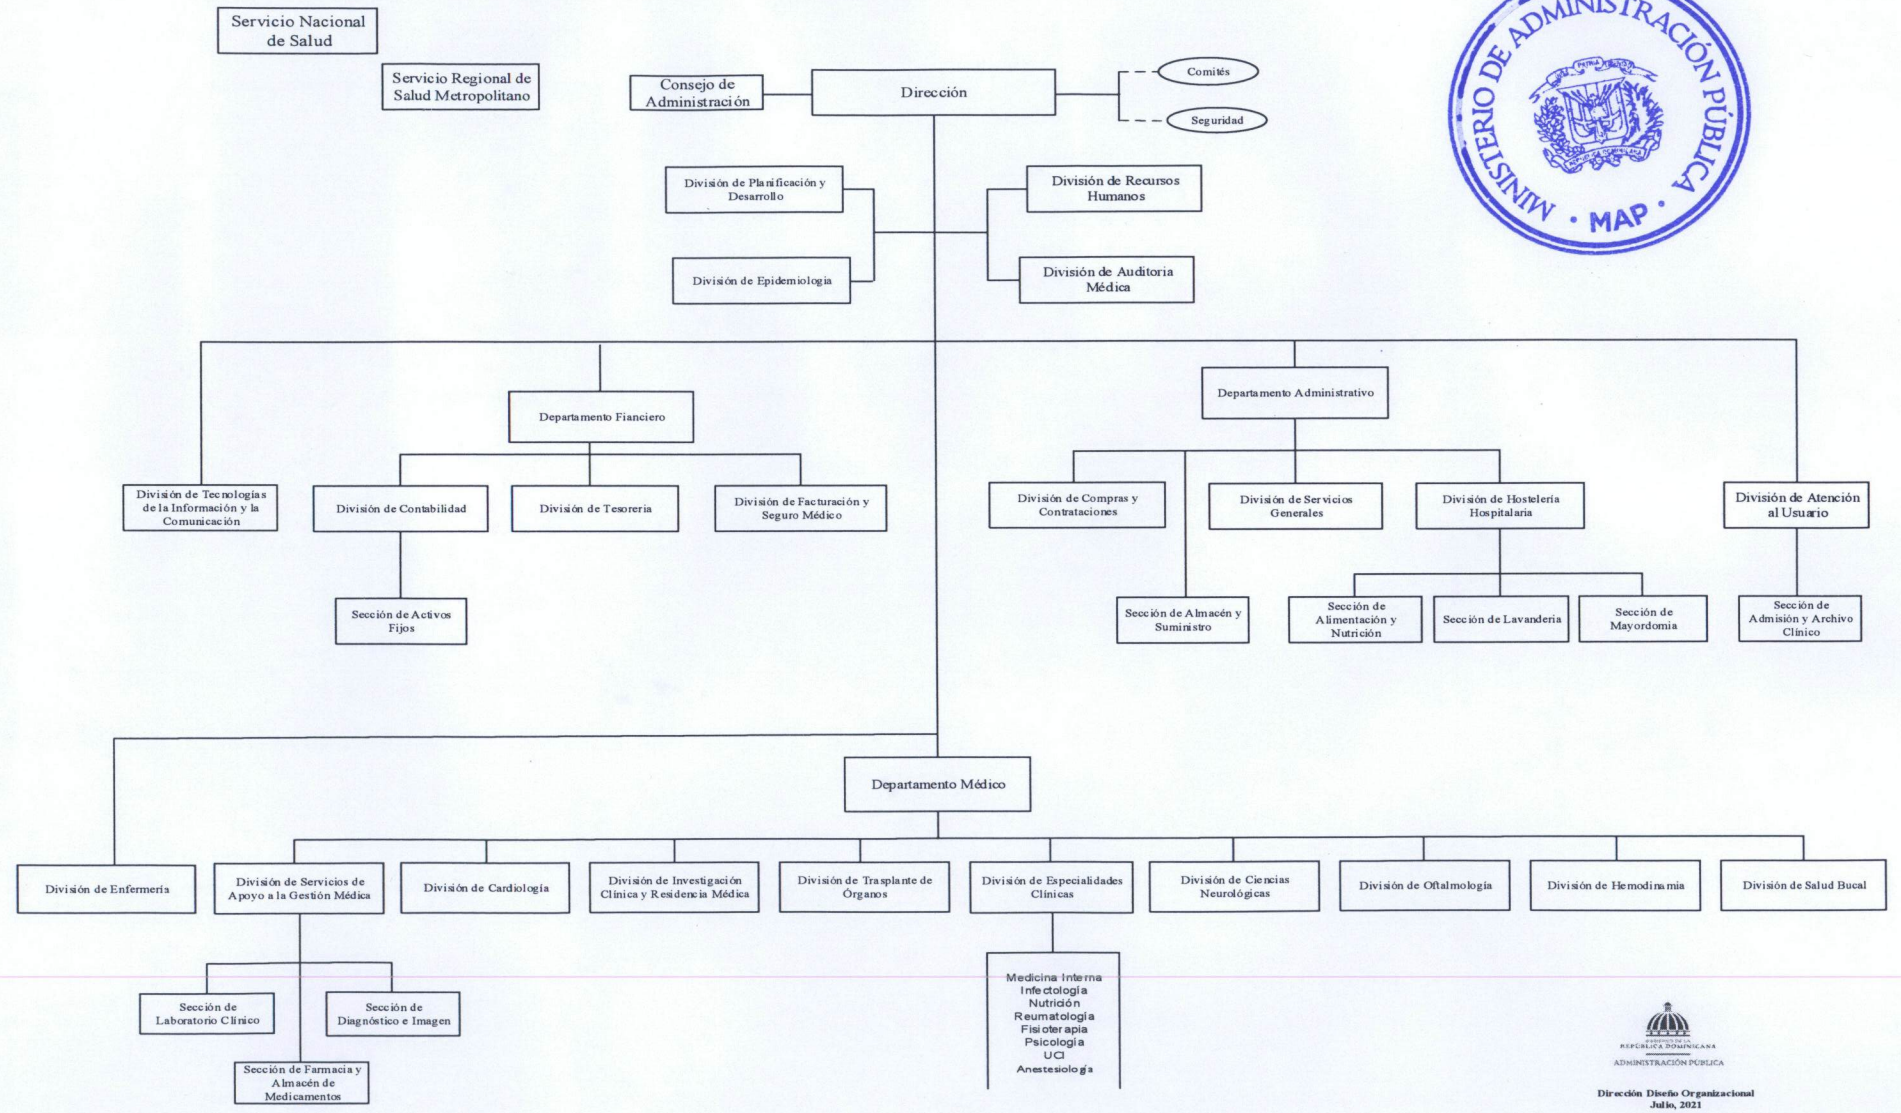 Servicio Nacional
de Salud
Servicio Regional de
Salud Metropolitano
Consejo de
Administración
Dirección
Comités
Seguridad
MINISTERIO DE ADMINISTRACIÓN PÚBLICA
· MAP ·
División de Planificación y
Desarrollo
División de Recursos
Humanos
División de Epidemiologia
División de Auditoria
Médica
Departamento Fianciero
Departamento Administrativo
División de Tecnologías
de la Información y la
Comunicación
División de Contabilidad
División de Tesoreria
División de Facturación y
Seguro Médico
División de Compras y
Contrataciones
División de Servicios
Generales
División de Hostelería
Hospitalaria
División de Atención
al Usuario
Sección de Activos
Fijos
Sección de Almacén y
Suministro
Sección de
Alimentación y
Nutrición
Sección de Lavanderia
Sección de
Mayordomia
Sección de
Admisión y Archivo
Clínico
Departamento Médico
División de Enfermería
División de Servicios de
Apoyo a la Gestión Médica
División de Cardiología
División de Investigación
Clínica y Residencia Médica
División de Trasplante de
Órganos
División de Especialidades
Clínicas
División de Ciencias
Neurológicas
División de Oftalmología
División de Hemodinamia
División de Salud Bucal
Sección de
Laboratorio Clínico
Sección de
Diagnóstico e Imagen
Sección de Farmacia y
Almacén de
Medicamentos
Medicina Interna
Infectología
Nutrición
Reumatología
Fisioterapia
Psicología
UCI
Anestesiología
GOBIERNO DE LA
REPÚBLICA DOMINICANA
ADMINISTRACIÓN PÚBLICA
Dirección Diseño Organizacional
Julio, 2021